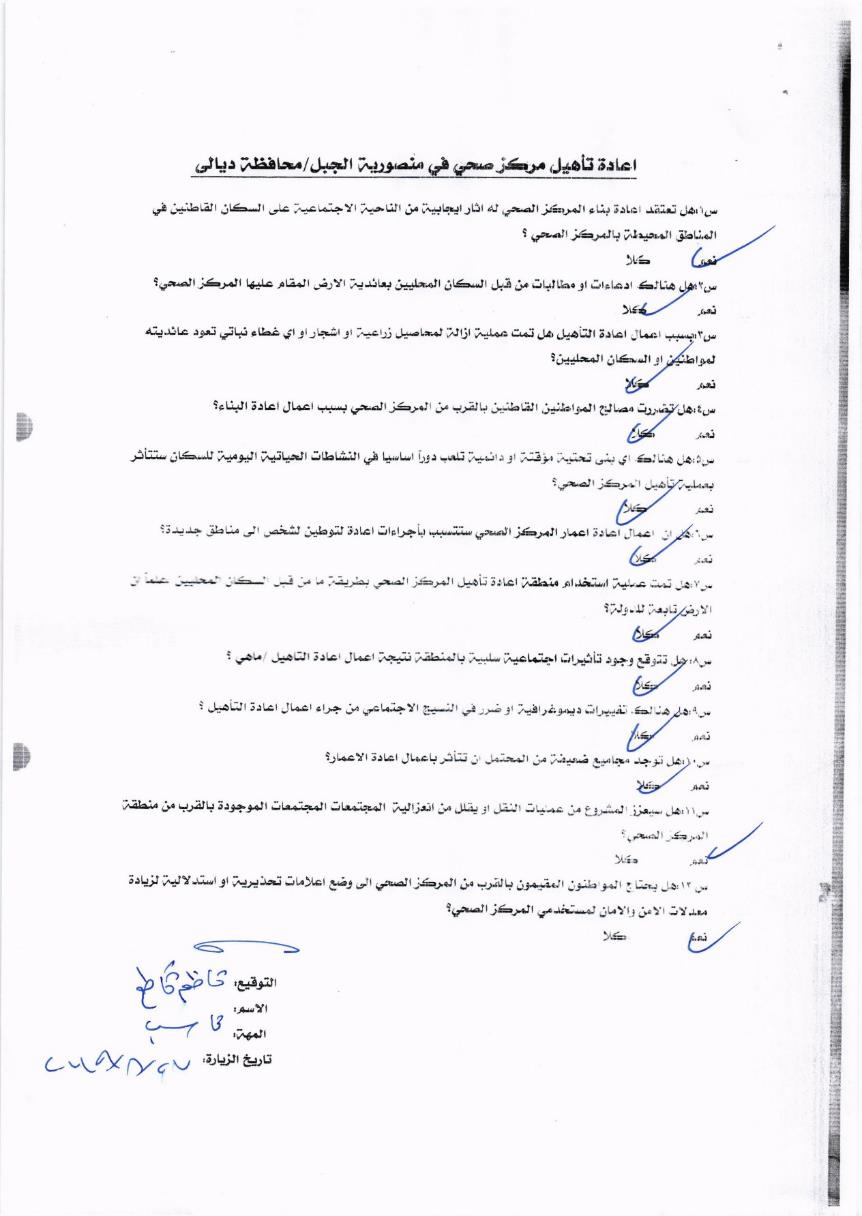 اعادة تأهيل مركز صحي في منصورية الجبل/محافظة ديالى
س١:هل تعتقد اعادة بناء المركز الصحي له اثار ايجابية من الناحية الاجتماعية على السكان القاطنين في
المناطق المحيطة بالمركز الصحي ؟
نعم كلا
س٢:هل هنالك ادعاءات او مطالبات من قبل السكان المحليين بعاندية الارض المقام عليها المركز الصحي؟
نعم كلا
س٣:بسبب اعمال اعادة التأهيل هل تمت عملية ازالة لمحاصيل زراعية او اشجار او اي غطاء نباتي تعود عائديته
لمواطنين او السكان المحليين؟
نعم كلا
س٤:هل تضررت مصالح المواطنين القاطنين بالقرب من المركز الصحي بسبب اعمال اعادة البناء؟
نعم كلا
س٥:هل هنالك اي بنى تحتية مؤقتة او دائمية تلعب دوراً اساسيا في النشاطات الحياتية اليومية للسكان ستتأثر
بعملية تأهيل المركز الصحي؟
نعم كلا
س٦:هل ان اعمال اعادة اعمار المركز الصحي ستتسبب بأجراءات اعادة لتوطين لشخص الى مناطق جديدة؟
نعم كلا
س٧:هل تمت عملية استخدام منطقة اعادة تأهيل المركز الصحي بطريقة ما من قبل السكان المحليين علماً ان
الارض تابعة للدولة؟
نعم كلا
س٨:هل تتوقع وجود تأثيرات اجتماعية سلبية بالمنطقة نتيجة اعمال اعادة التاهيل /ماهي ؟
نعم كلا
س٩:هل هنالك تغييرات ديموغرافية او ضرر في النسيج الاجتماعي من جراء اعمال اعادة التأهيل ؟
نعم كلا
س١٠:هل توجد مجاميع ضعيفة من المحتمل ان تتأثر باعمال اعادة الاعمار؟
نعم كلا
س١١:هل سيعزز المشروع من عمليات النقل او يقلل من انعزالية المجتمعات المجتمعات الموجودة بالقرب من منطقة
المركز الصحي؟
نعم كلا
س١٢:هل يحتاج المواطنون المقيمون بالقرب من المركز الصحي الى وضع اعلامات تحذيرية او استدلالية لزيادة
معدلات الامن والامان لمستخدمي المركز الصحي؟
نعم كلا
التوقيع:
الاسم: كاظم
المهة:
تاريخ الزيارة: